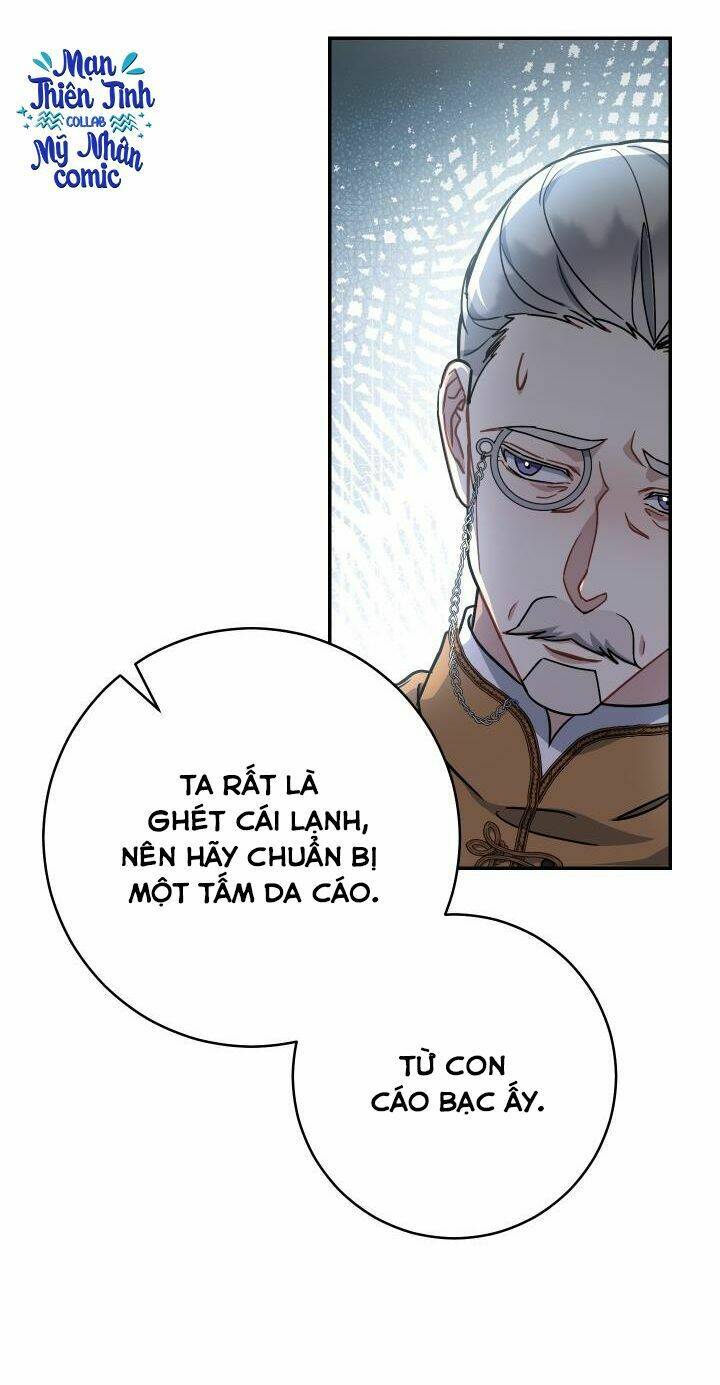 Mạn
Thiên Tình
COLLAB
Mỹ Nhân
comic
TA RẤT LÀ
GHÉT CÁI LẠNH,
NÊN HÃY CHUẨN BỊ
MỘT TẤM DA CÁO.
TỪ CON
CÁO BẠC ẤY.